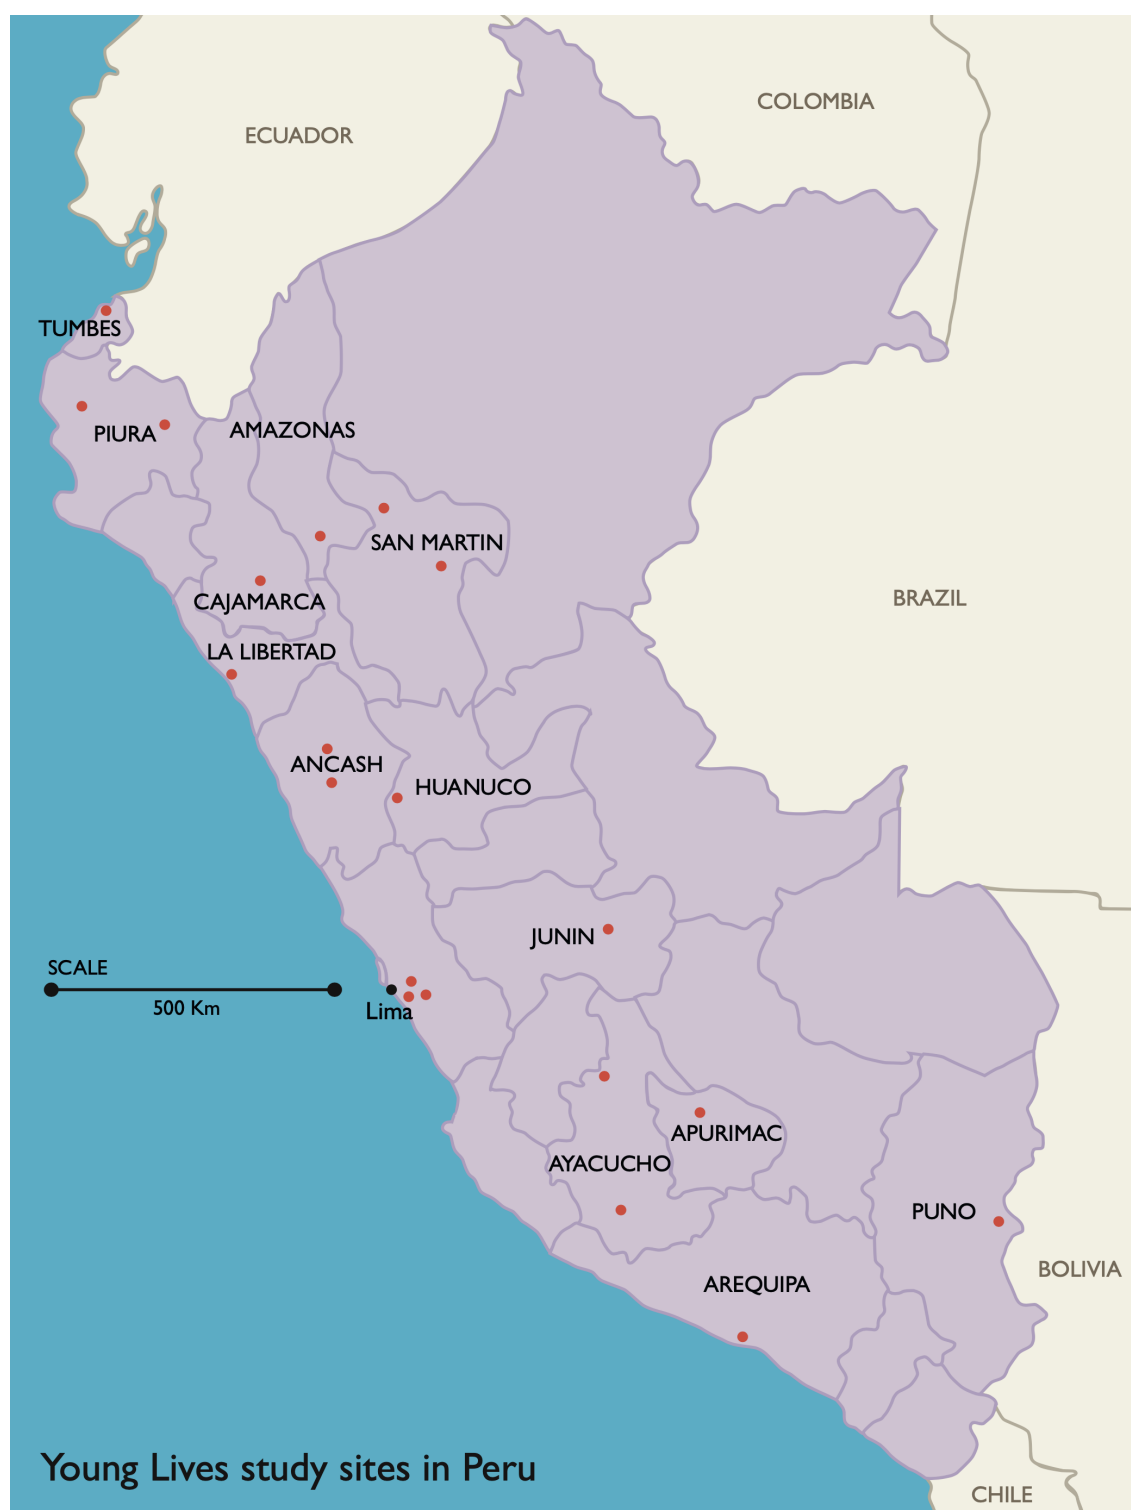 COLOMBIA
ECUADOR
TUMBES
PIURA
AMAZONAS
SAN MARTIN
BRAZIL
CAJAMARCA
LA LIBERTAD
ANCASH
HUANUCO
JUNIN
SCALE
500 Km
Lima
APURIMAC
AYACUCHO
PUNO
BOLIVIA
AREQUIPA
Young Lives study sites in Peru
CHILE